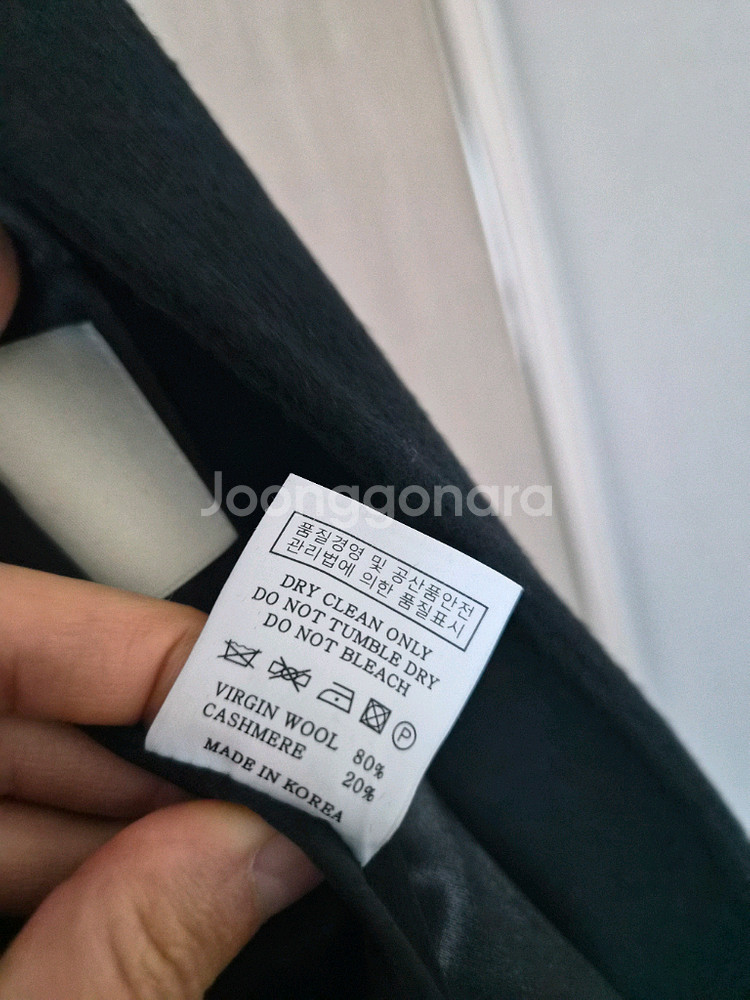 Joonggonara
품질경영 및 공산품안전
관리법에 의한 품질표시
DRY CLEAN ONLY
DO NOT TUMBLE DRY
DO NOT BLEACH
P
VIRGIN WOOL 80%
CASHMERE 20%
MADE IN KOREA